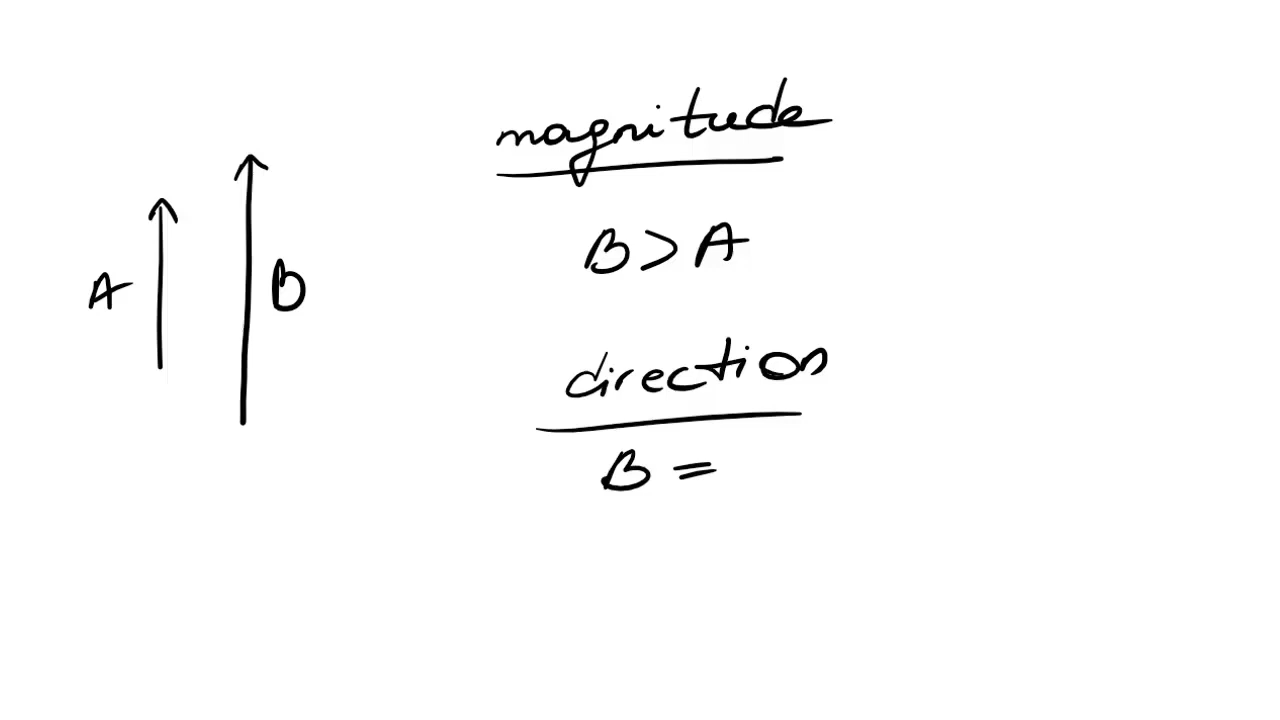 magnitude
B > A
A
B
direction
B =